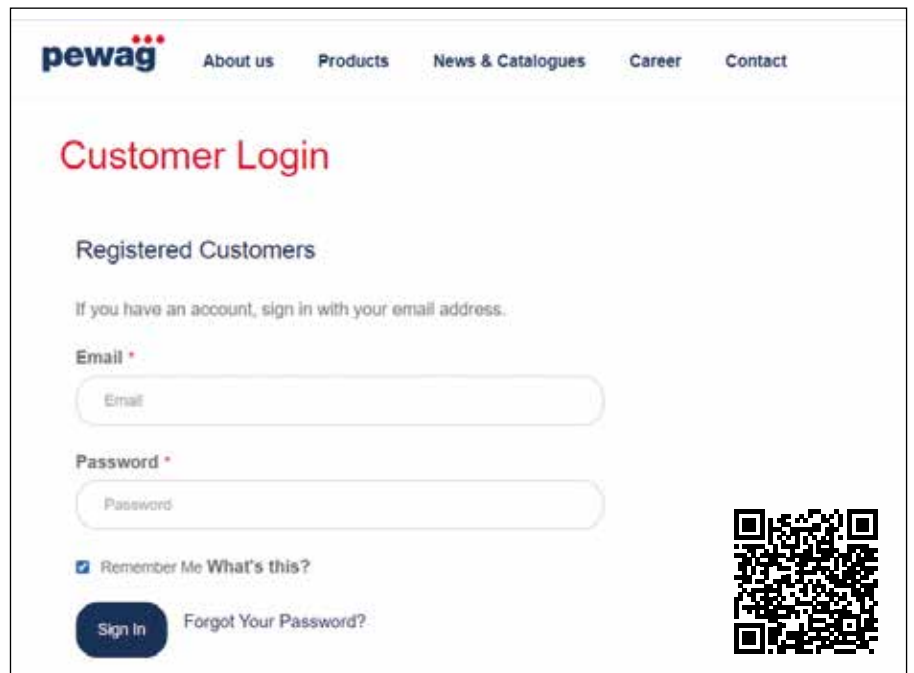 pewag
About us Products News & Catalogues Career Contact
Customer Login
Registered Customers
If you have an account, sign in with your email address.
Email *
Email
Password *
Password
Remember Me What's this?
Sign In Forgot Your Password?